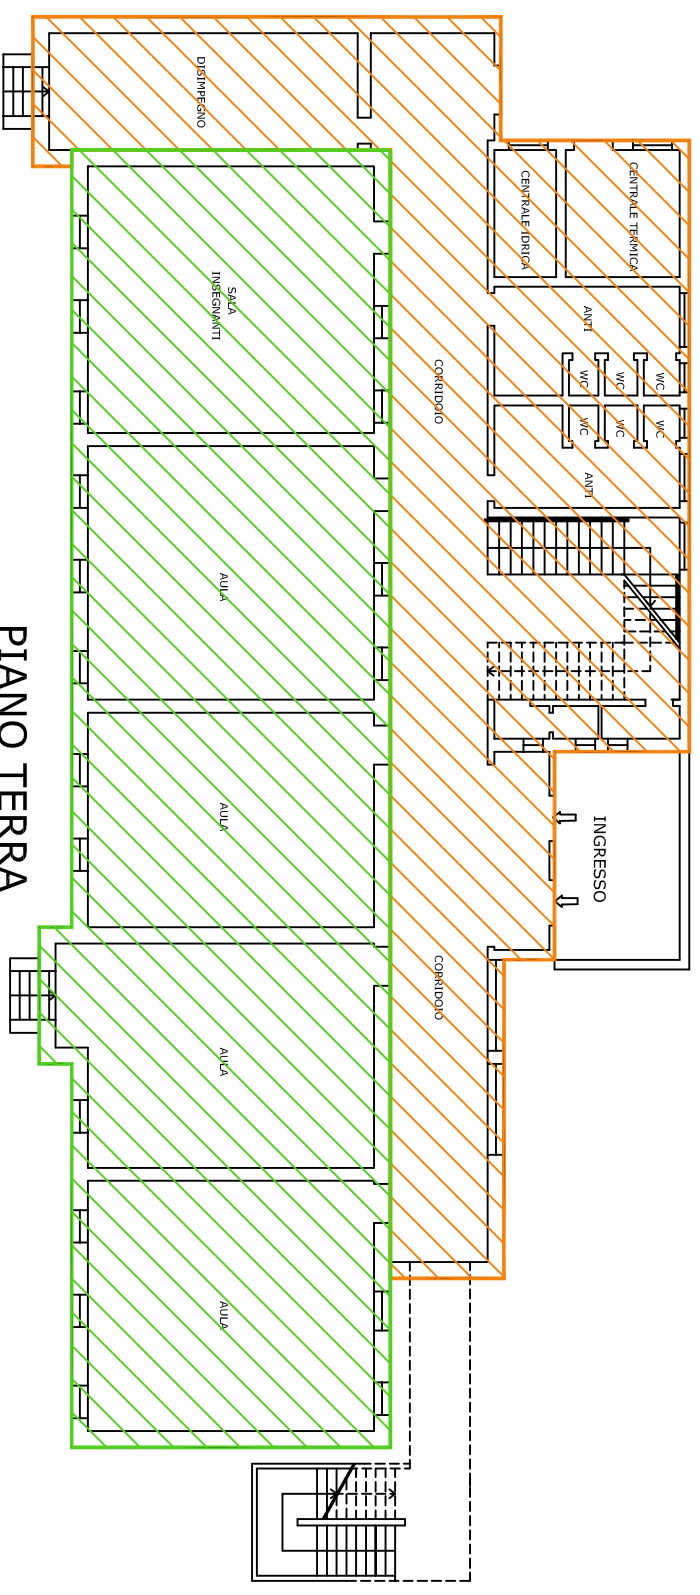 DISIMPEGNO
CENTRALE IDRICA
CENTRALE TERMICA
SALA
INSEGNANTI
ANTI
CORRIDOIO
WC
WC
WC
WC
WC
WC
ANTI
AULA
AULA
INGRESSO
CORRIDOIO
AULA
AULA
PIANO TERRA